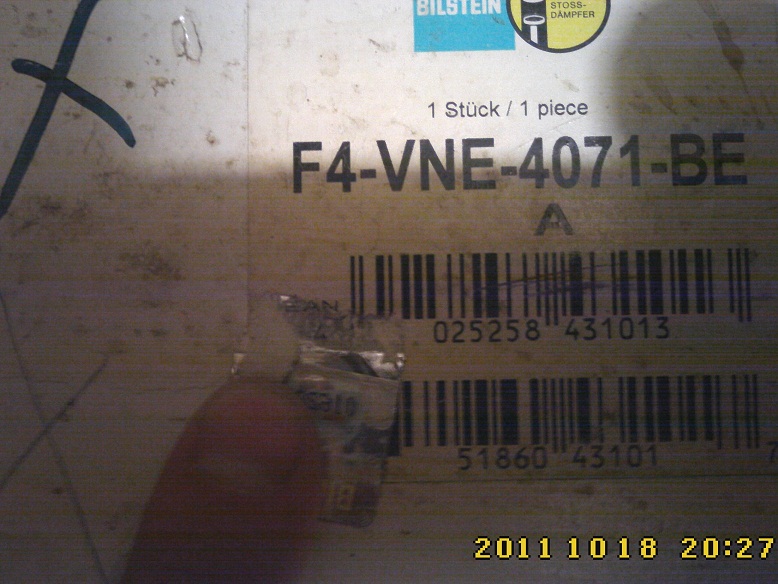 BILSTEIN
STOSS-
DÄMPFER
1 Stück / 1 piece
F4-VNE-4071-BE
A
025258 431013
51860 43101 7
2011 10 18 20:27